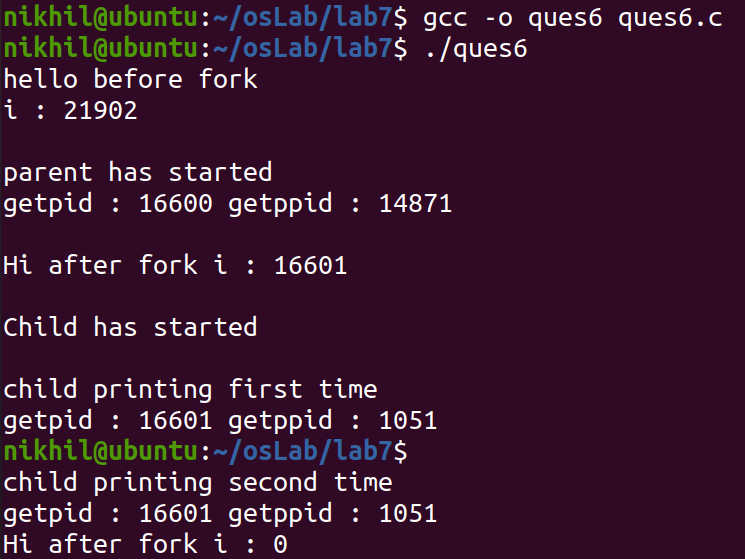 nikhil@ubuntu:~/osLab/lab7$ gcc -o ques6 ques6.c
nikhil@ubuntu:~/osLab/lab7$ ./ques6
hello before fork
i : 21902
parent has started
getpid : 16600 getppid : 14871
Hi after fork i : 16601
Child has started
child printing first time
getpid : 16601 getppid : 1051
nikhil@ubuntu:~/osLab/lab7$
child printing second time
getpid : 16601 getppid : 1051
Hi after fork i : 0